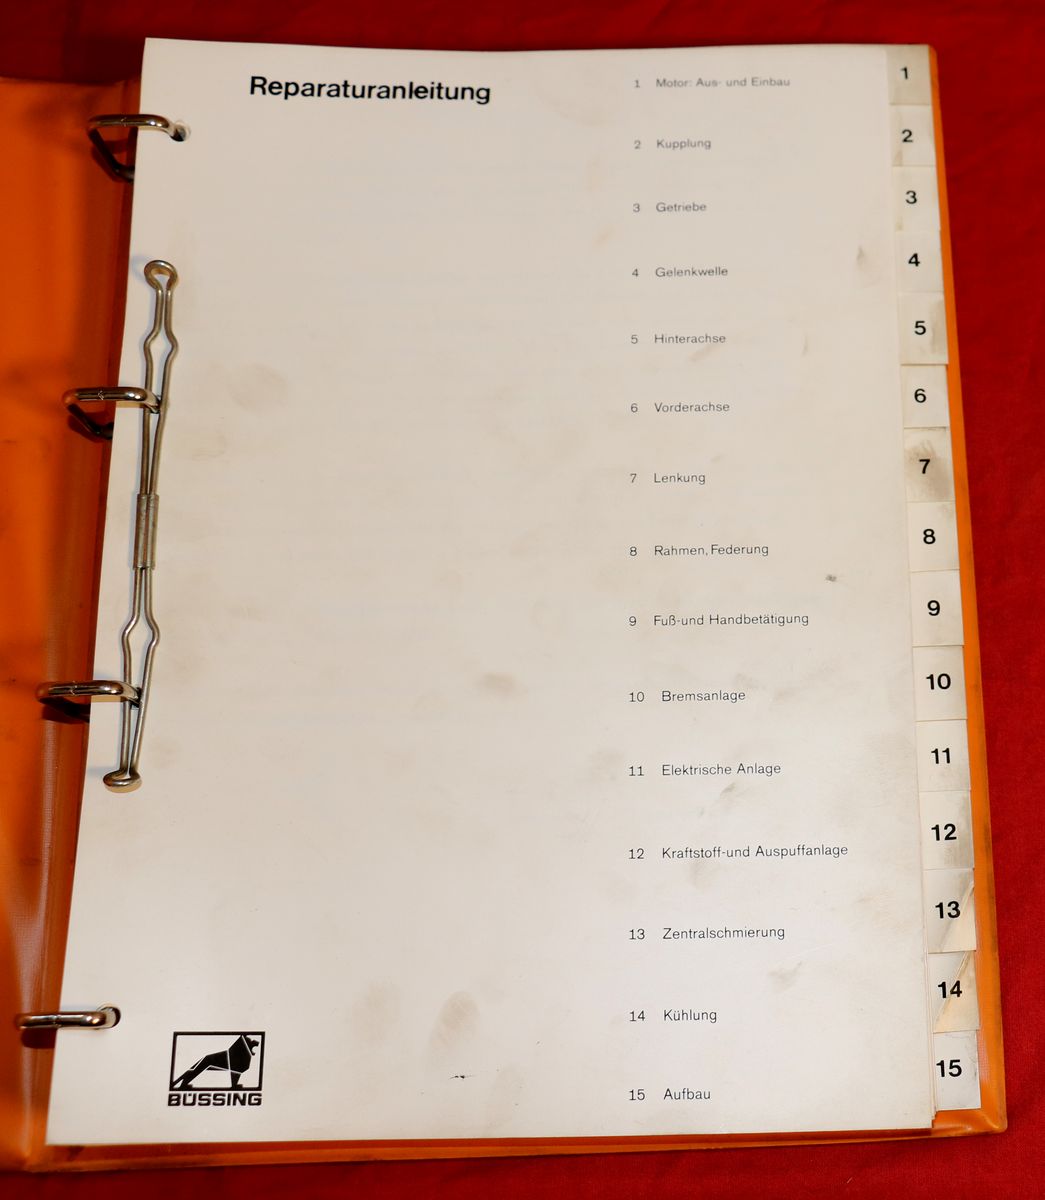 Reparaturanleitung
1 Motor: Aus- und Einbau
2 Kupplung
3 Getriebe
4 Gelenkwelle
5 Hinterachse
6 Vorderachse
7 Lenkung
8 Rahmen, Federung
9 Fuß-und Handbetätigung
10 Bremsanlage
11 Elektrische Anlage
12 Kraftstoff-und Auspuffanlage
13 Zentralschmierung
14 Kühlung
15 Aufbau
1
2
3
4
5
6
7
8
9
10
11
12
13
14
15
BÜSSING